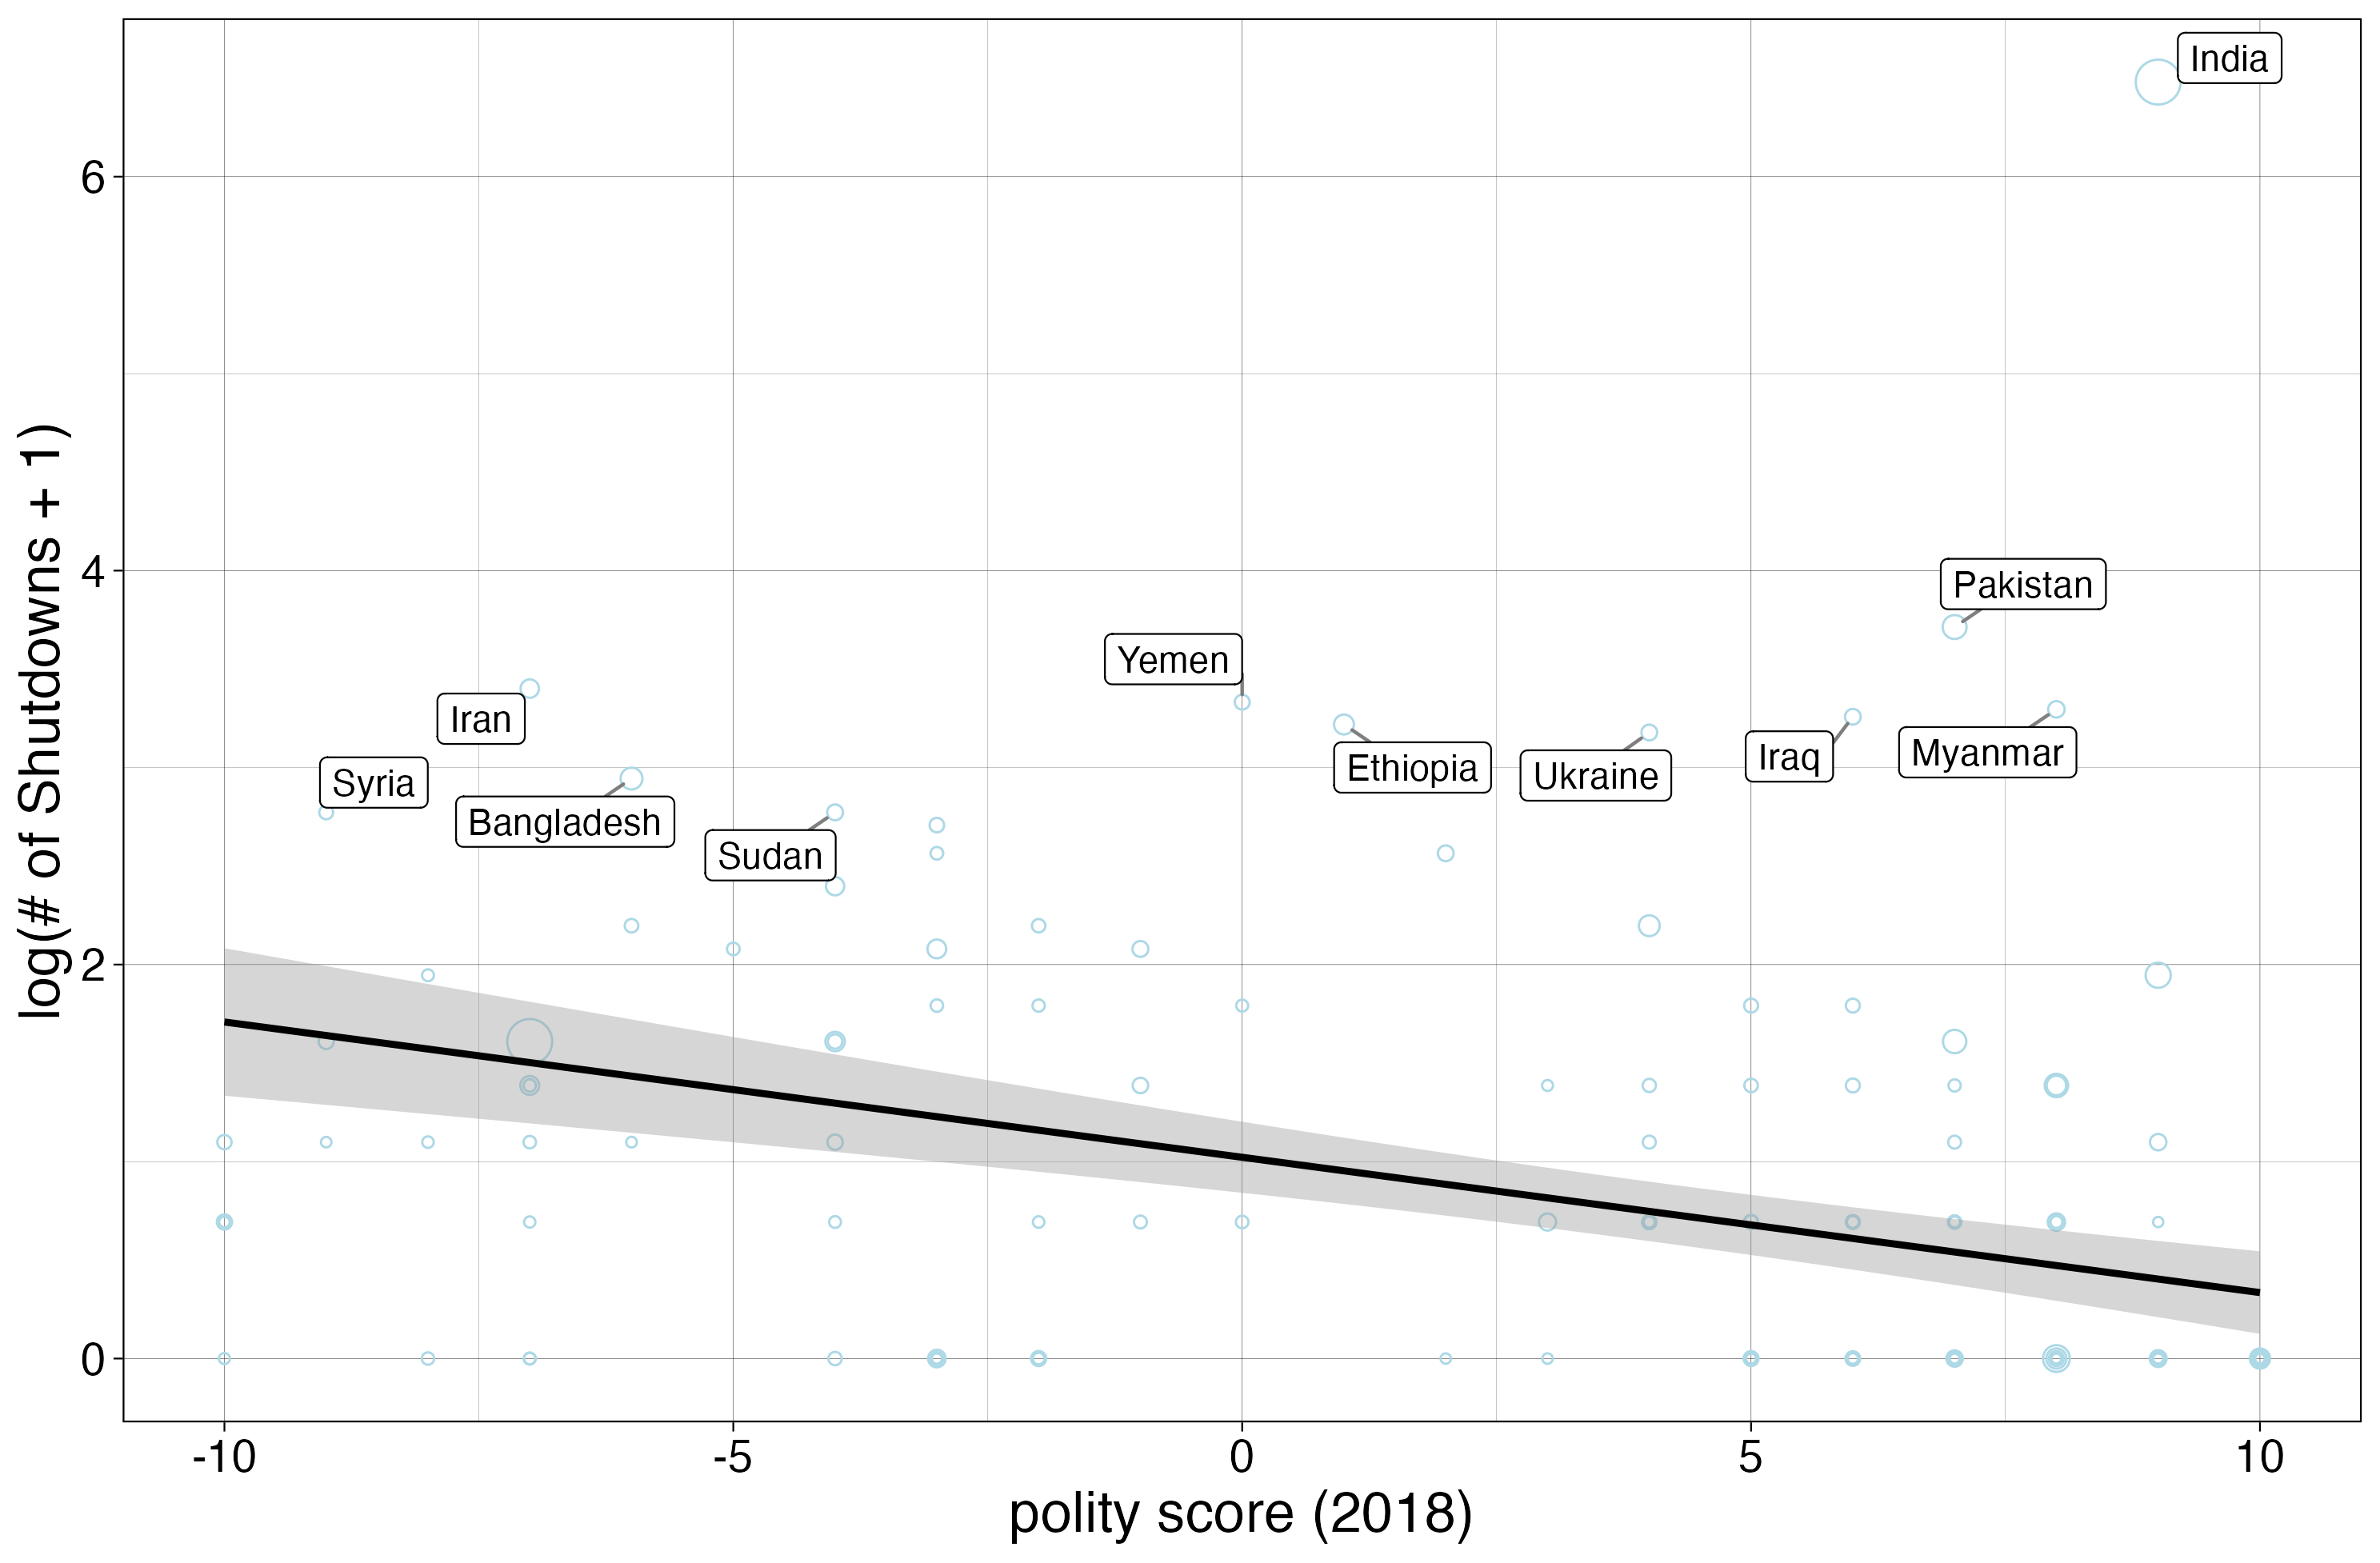 India
6
Pakistan
4
Yemen
Iran
Ethiopia
Ukraine
Iraq
Myanmar
Syria
Bangladesh
Sudan
2
0
log(# of Shutdowns + 1)
-10
-5
0
5
10
polity score (2018)